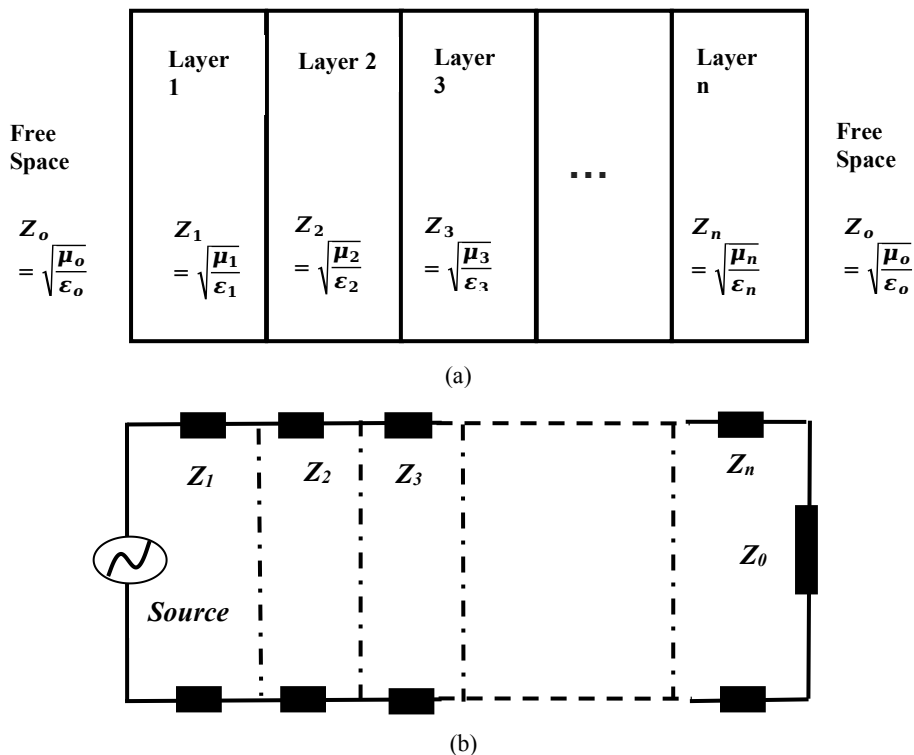 Layer
1
Layer 2
Layer
3
Layer
n
Free
Space
Free
Space
...
Z_o
= √(μ_o/ε_o)
Z_1
= √(μ_1/ε_1)
Z_2
= √(μ_2/ε_2)
Z_3
= √(μ_3/ε_3)
Z_n
= √(μ_n/ε_n)
Z_o
= √(μ_o/ε_o)
(a)
Z_1
Z_2
Z_3
Z_n
Z_0
Source
(b)